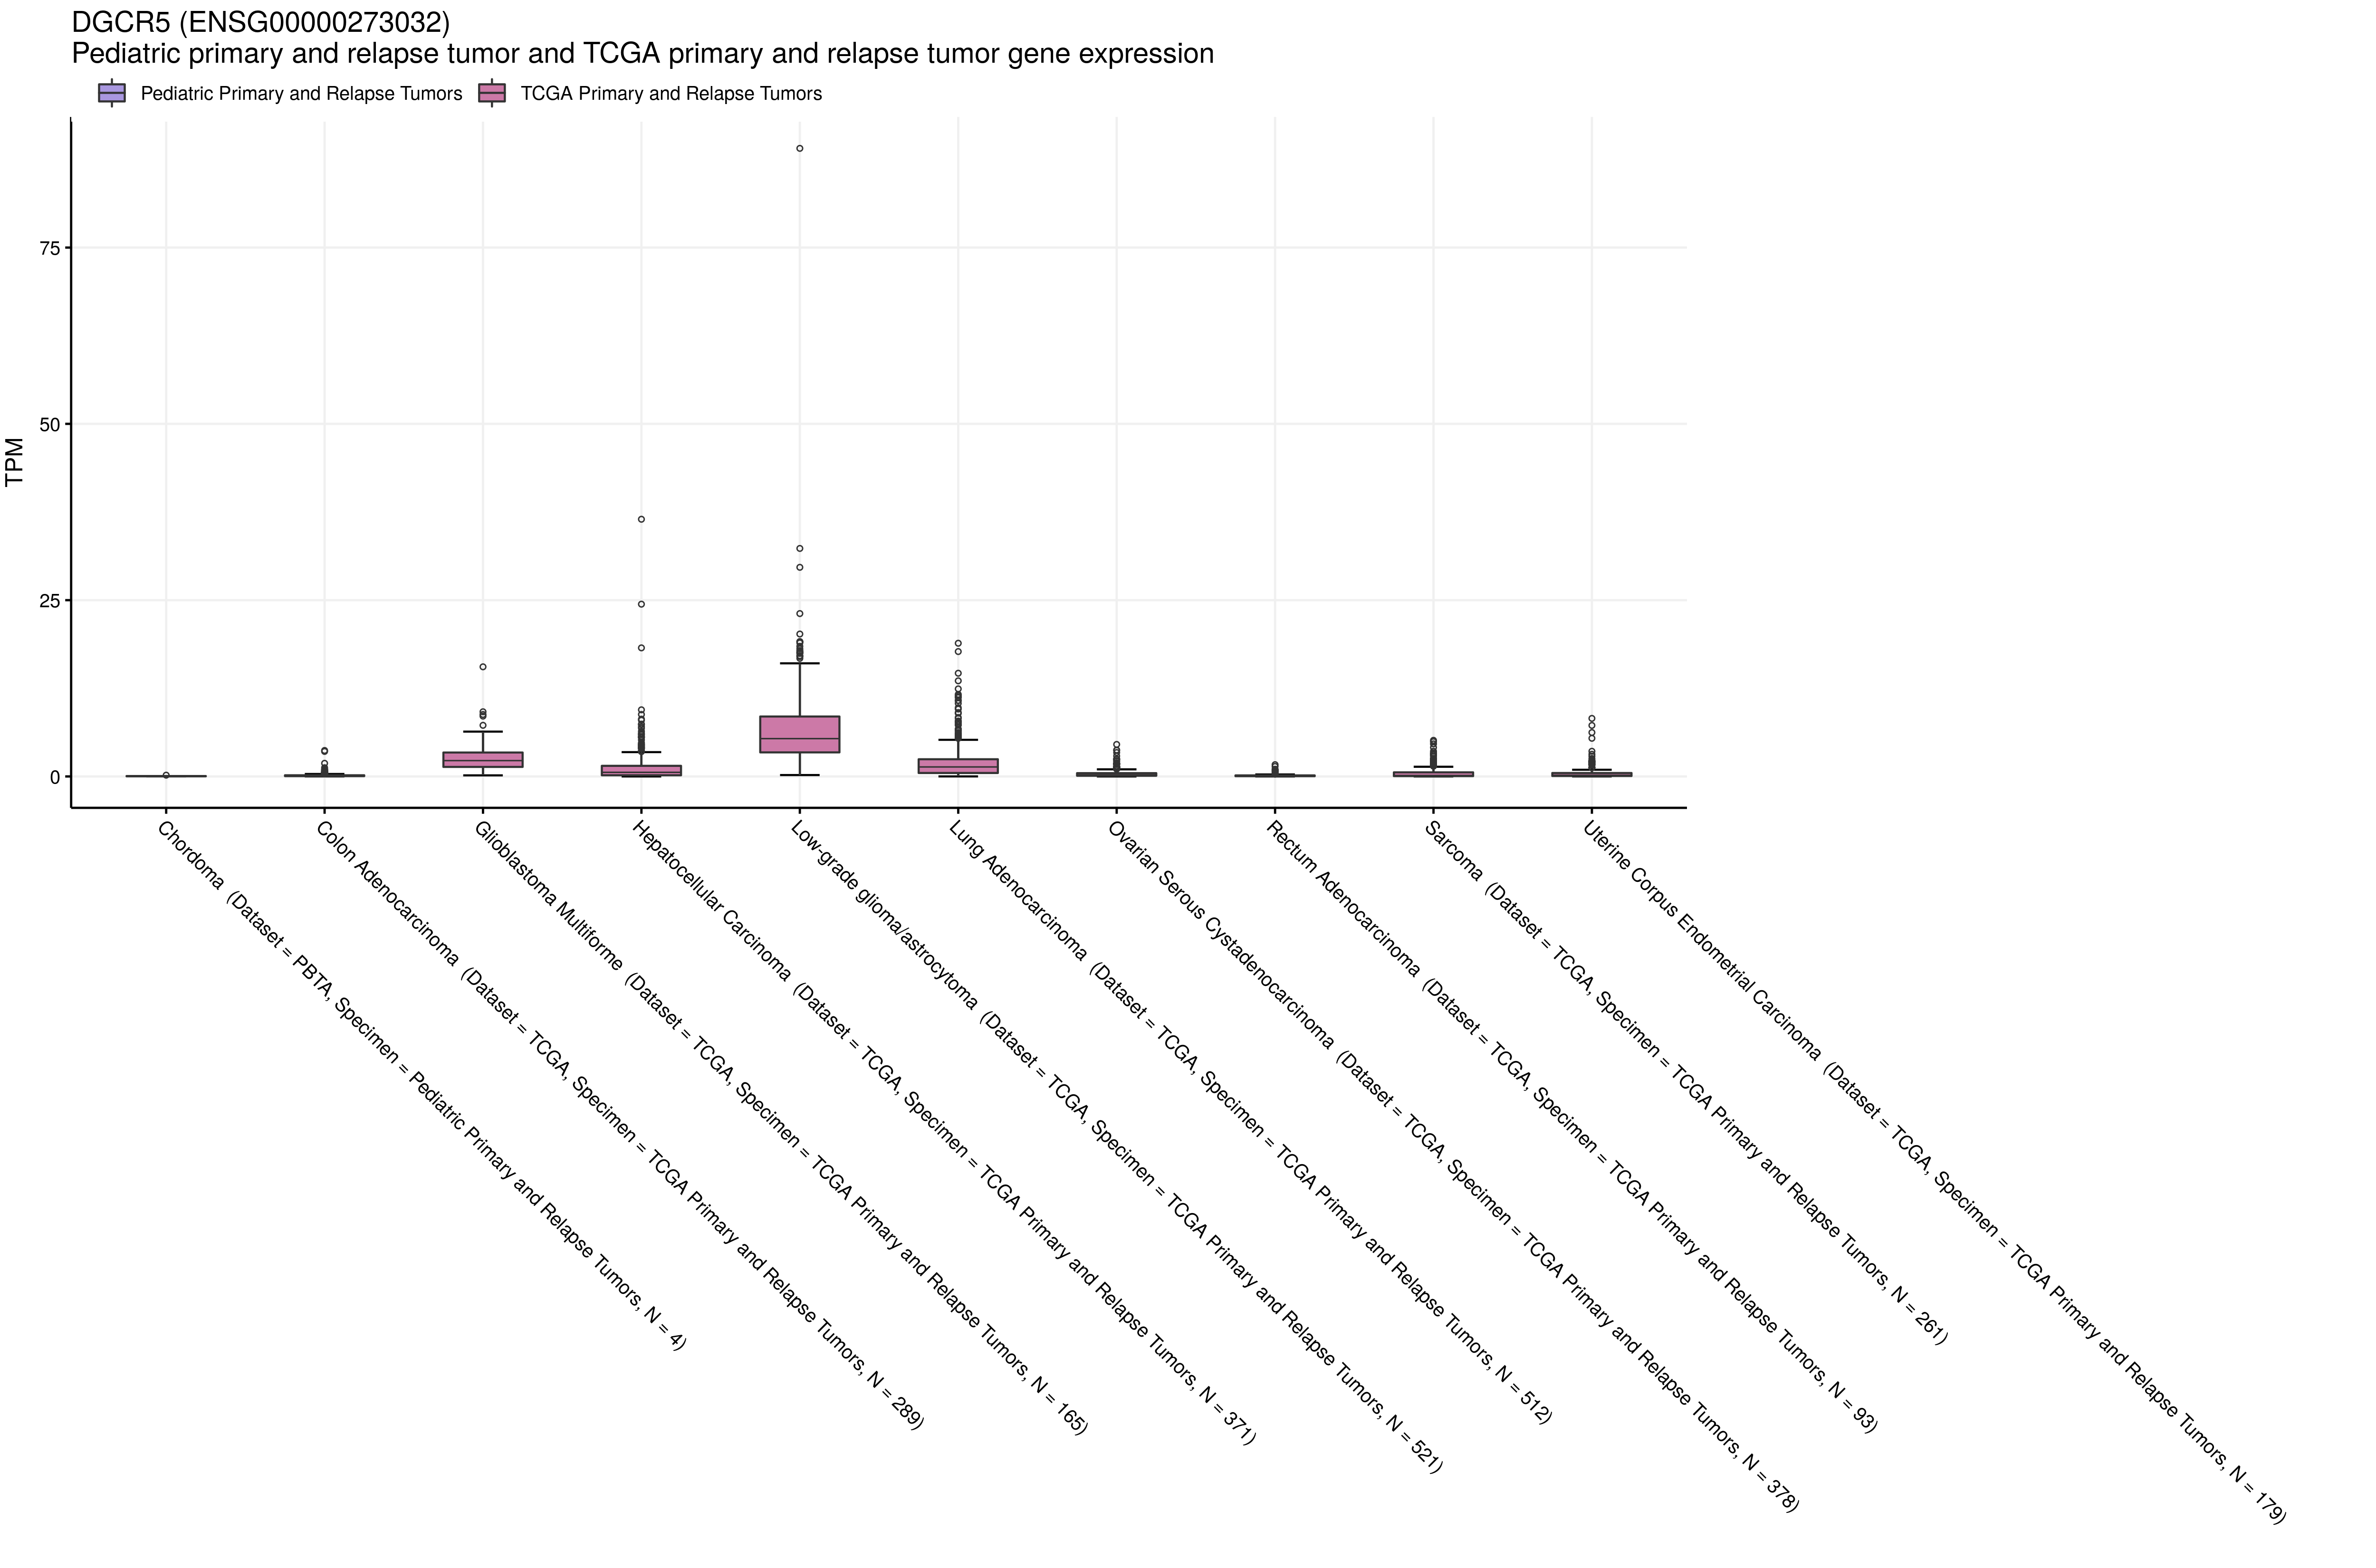 DGCR5 (ENSG00000273032)
Pediatric primary and relapse tumor and TCGA primary and relapse tumor gene expression
Pediatric Primary and Relapse Tumors
TCGA Primary and Relapse Tumors
TPM
75
50
25
0
Chordoma (Dataset = PBTA, Specimen = Pediatric Primary and Relapse Tumors, N = 4)
Colon Adenocarcinoma (Dataset = TCGA, Specimen = TCGA Primary and Relapse Tumors, N = 289)
Glioblastoma Multiforme (Dataset = TCGA, Specimen = TCGA Primary and Relapse Tumors, N = 165)
Hepatocellular Carcinoma (Dataset = TCGA, Specimen = TCGA Primary and Relapse Tumors, N = 371)
Low-grade glioma/astrocytoma (Dataset = TCGA, Specimen = TCGA Primary and Relapse Tumors, N = 521)
Lung Adenocarcinoma (Dataset = TCGA, Specimen = TCGA Primary and Relapse Tumors, N = 512)
Ovarian Serous Cystadenocarcinoma (Dataset = TCGA, Specimen = TCGA Primary and Relapse Tumors, N = 378)
Rectum Adenocarcinoma (Dataset = TCGA, Specimen = TCGA Primary and Relapse Tumors, N = 93)
Sarcoma (Dataset = TCGA, Specimen = TCGA Primary and Relapse Tumors, N = 261)
Uterine Corpus Endometrial Carcinoma (Dataset = TCGA, Specimen = TCGA Primary and Relapse Tumors, N = 179)